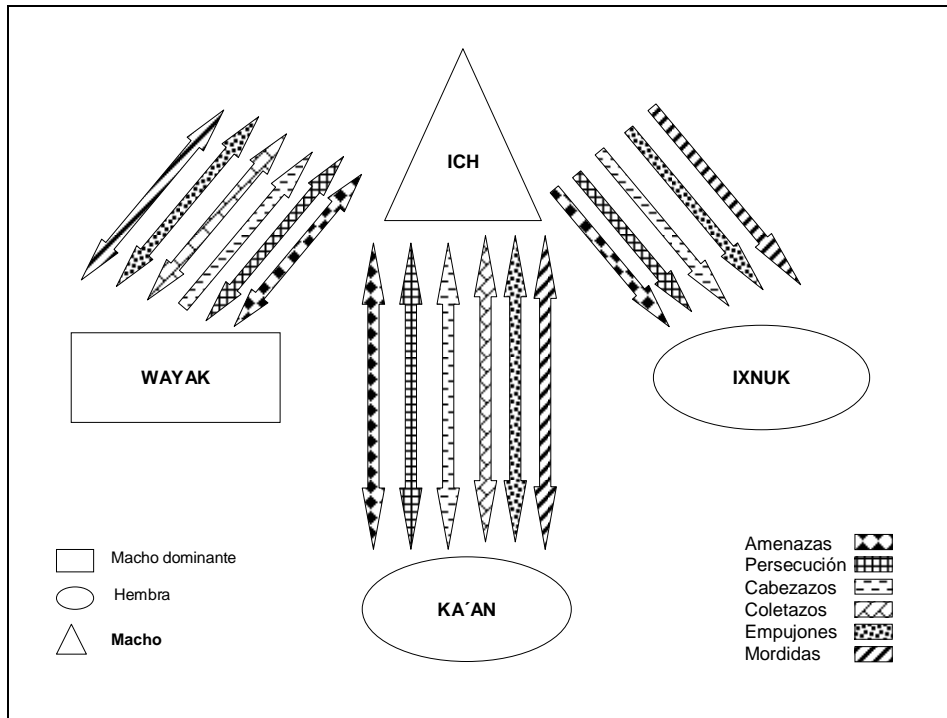 ICH
WAYAK
IXNUK
KA´AN
Macho dominante
Hembra
Macho
Amenazas
Persecución
Cabezazos
Coletazos
Empujones
Mordidas